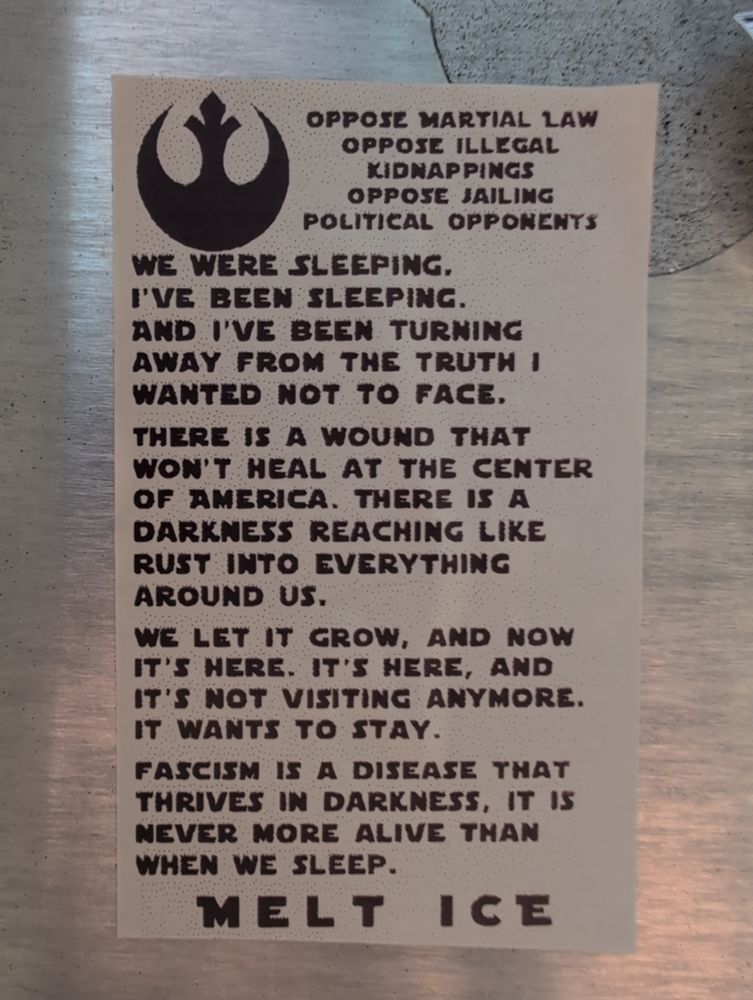 OPPOSE MARTIAL LAW
OPPOSE ILLEGAL
KIDNAPPINGS
OPPOSE JAILING
POLITICAL OPPONENTS
WE WERE SLEEPING.
I'VE BEEN SLEEPING.
AND I'VE BEEN TURNING
AWAY FROM THE TRUTH I
WANTED NOT TO FACE.
THERE IS A WOUND THAT
WON'T HEAL AT THE CENTER
OF AMERICA. THERE IS A
DARKNESS REACHING LIKE
RUST INTO EVERYTHING
AROUND US.
WE LET IT GROW, AND NOW
IT'S HERE. IT'S HERE, AND
IT'S NOT VISITING ANYMORE.
IT WANTS TO STAY.
FASCISM IS A DISEASE THAT
THRIVES IN DARKNESS, IT IS
NEVER MORE ALIVE THAN
WHEN WE SLEEP.
MELT ICE